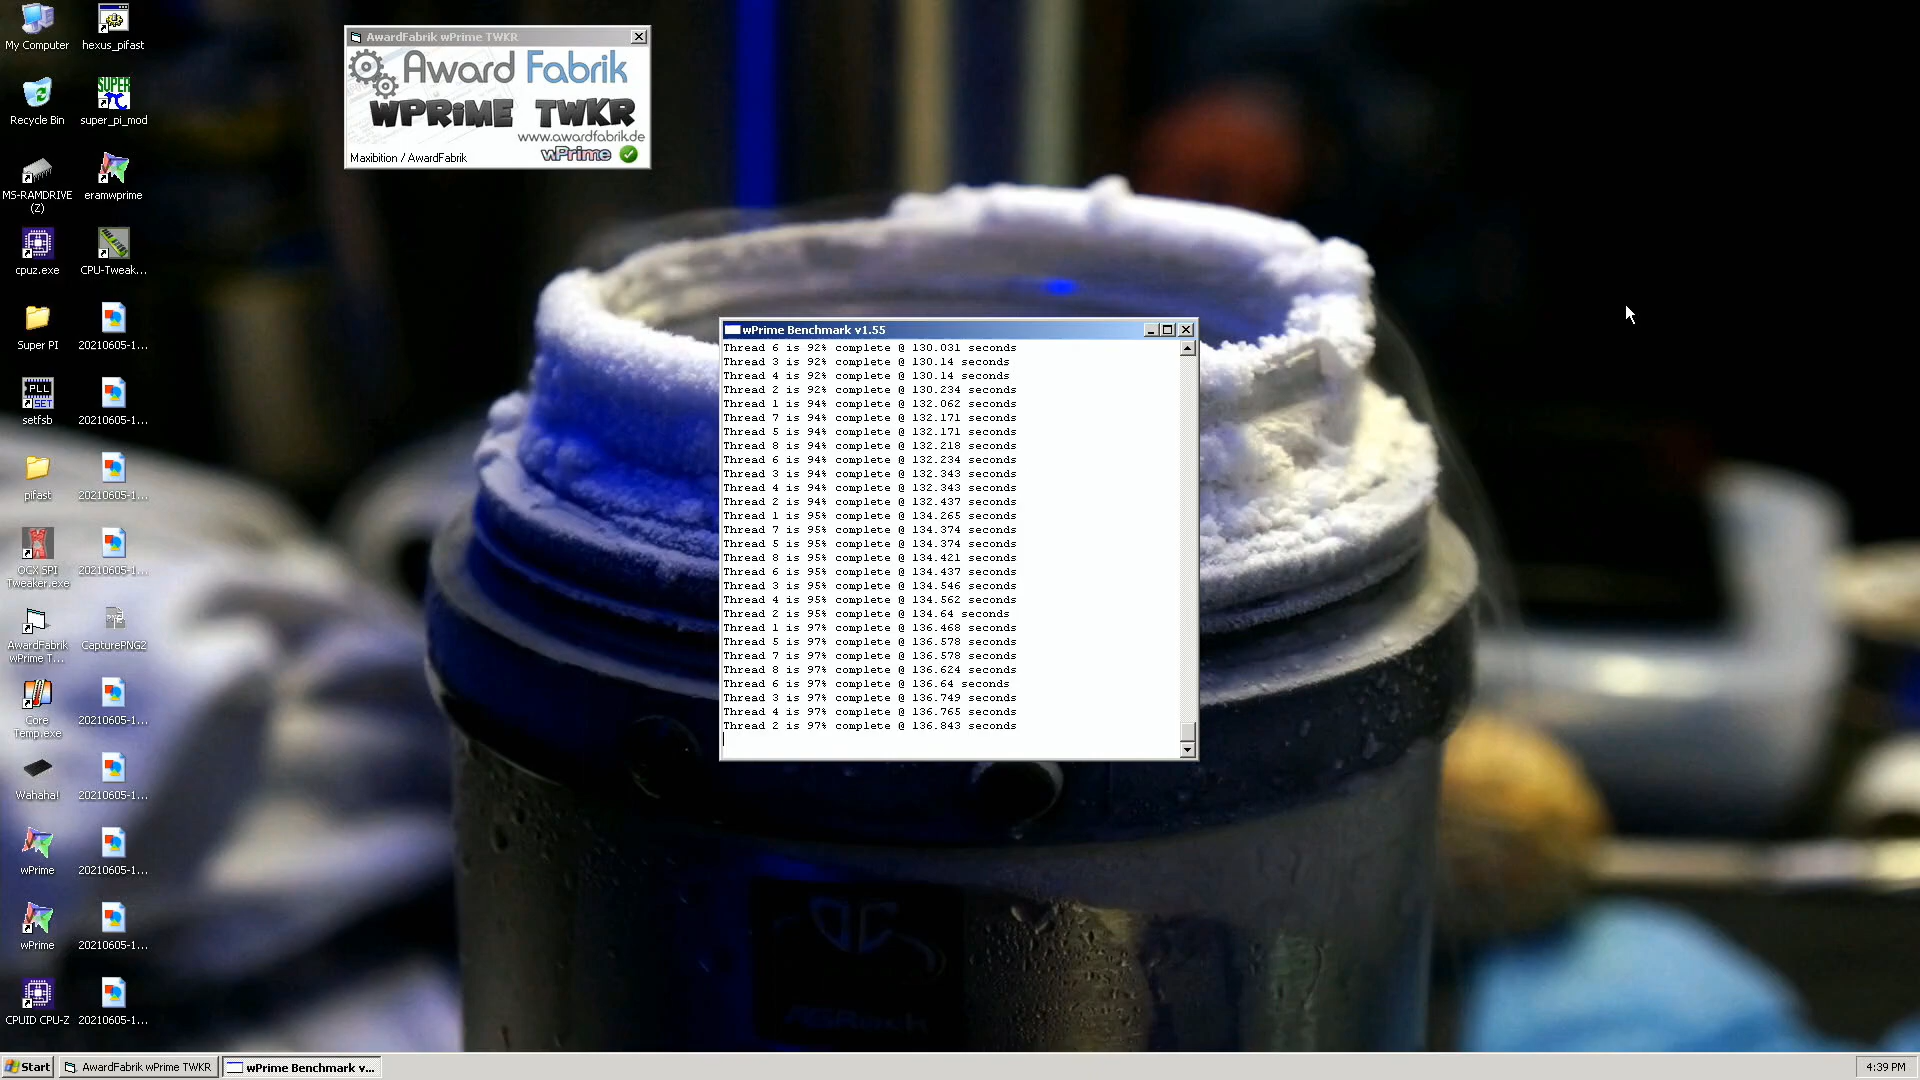 My Computer
hexus_pifast
Recycle Bin
SUPER
super_pi_mod
MS-RAMDRIVE
(Z)
eramwprime
cpuz.exe
CPU-Tweak...
Super PI
20210605-1...
PLL
SET
setfsb
20210605-1...
pifast
20210605-1...
OCX SPI
Tweaker.exe
20210605-1...
AwardFabrik
wPrime T...
CapturePNG2
Core
Temp.exe
20210605-1...
Wahaha!
20210605-1...
wPrime
20210605-1...
wPrime
20210605-1...
CPUID CPU-Z
20210605-1...
AwardFabrik wPrime TWKR
Award Fabrik
WPRiME TWKR
www.awardfabrik.de
Maxibition / AwardFabrik
wPrime
wPrime Benchmark v1.55
Thread 6 is 92% complete @ 130.031 seconds
Thread 3 is 92% complete @ 130.14 seconds
Thread 4 is 92% complete @ 130.14 seconds
Thread 2 is 92% complete @ 130.234 seconds
Thread 1 is 94% complete @ 132.062 seconds
Thread 7 is 94% complete @ 132.171 seconds
Thread 5 is 94% complete @ 132.171 seconds
Thread 8 is 94% complete @ 132.218 seconds
Thread 6 is 94% complete @ 132.234 seconds
Thread 3 is 94% complete @ 132.343 seconds
Thread 4 is 94% complete @ 132.343 seconds
Thread 2 is 94% complete @ 132.437 seconds
Thread 1 is 95% complete @ 134.265 seconds
Thread 7 is 95% complete @ 134.374 seconds
Thread 5 is 95% complete @ 134.374 seconds
Thread 8 is 95% complete @ 134.421 seconds
Thread 6 is 95% complete @ 134.437 seconds
Thread 3 is 95% complete @ 134.546 seconds
Thread 4 is 95% complete @ 134.562 seconds
Thread 2 is 95% complete @ 134.64 seconds
Thread 1 is 97% complete @ 136.468 seconds
Thread 5 is 97% complete @ 136.578 seconds
Thread 7 is 97% complete @ 136.578 seconds
Thread 8 is 97% complete @ 136.624 seconds
Thread 6 is 97% complete @ 136.64 seconds
Thread 3 is 97% complete @ 136.749 seconds
Thread 4 is 97% complete @ 136.765 seconds
Thread 2 is 97% complete @ 136.843 seconds
Start
AwardFabrik wPrime TWKR
wPrime Benchmark v...
4:39 PM